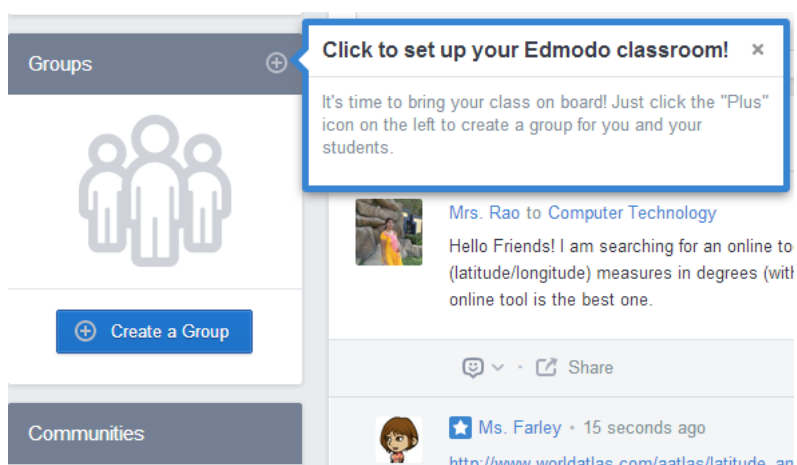 Groups
Click to set up your Edmodo classroom!
It's time to bring your class on board! Just click the "Plus"
icon on the left to create a group for you and your
students.
Create a Group
Communities
Mrs. Rao to Computer Technology
Hello Friends! I am searching for an online
(latitude/longitude) measures in degrees
online tool is the best one.
Share
Ms. Farley • 15 seconds ago